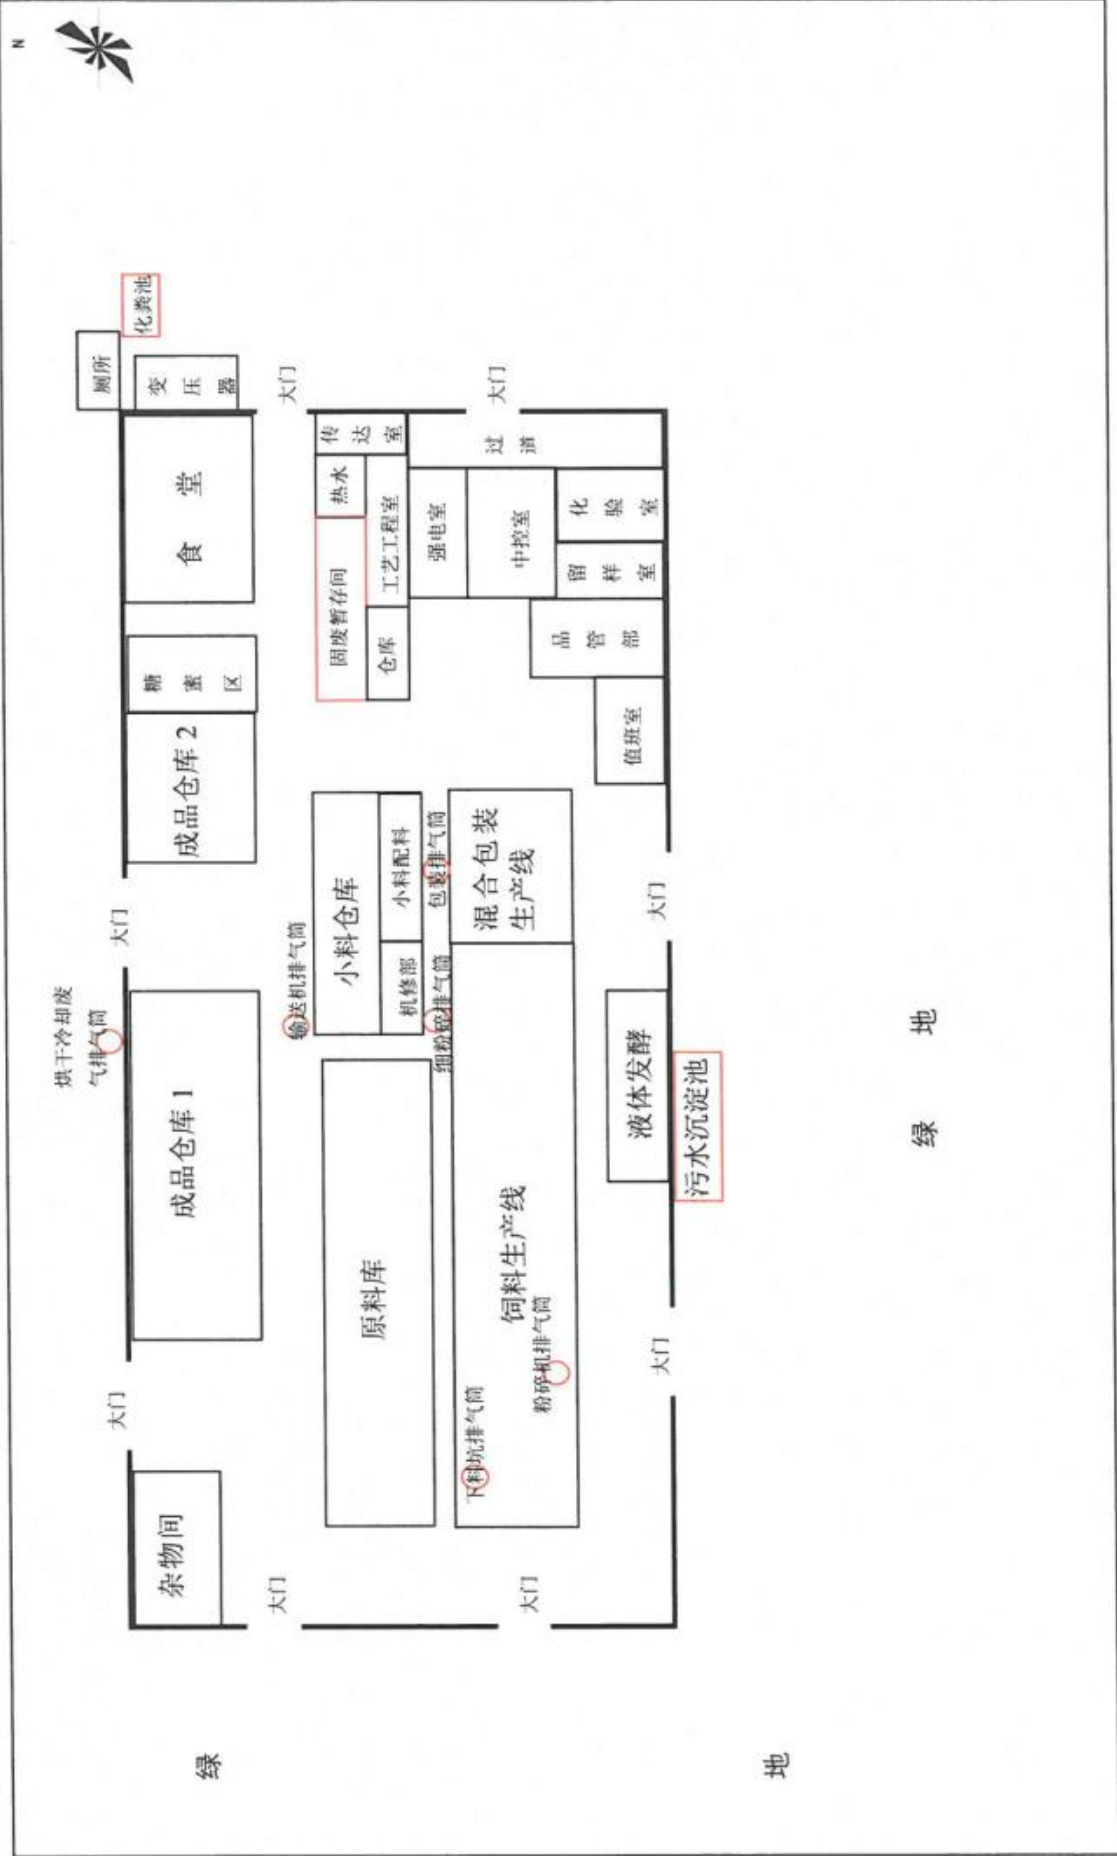 N
烘干冷却废
气排气筒
厕所
大门
大门
化粪池
杂物间
成品仓库 1
成品仓库 2
糖
蜜
区
食 堂
变
压
器
绿
大门
输送机排气筒
大门
原料库
小料仓库
固废暂存间
热水
传
达
室
机修部
小料配料
仓库
工艺工程室
细粉碎排气筒
包装排气筒
强电室
过
道
大门
下料坑排气筒
饲料生产线
混合包装
生产线
中控室
大门
粉碎机排气筒
品
管
部
留
样
室
化
验
室
液体发酵
值班室
大门
大门
污水沉淀池
地
绿 地